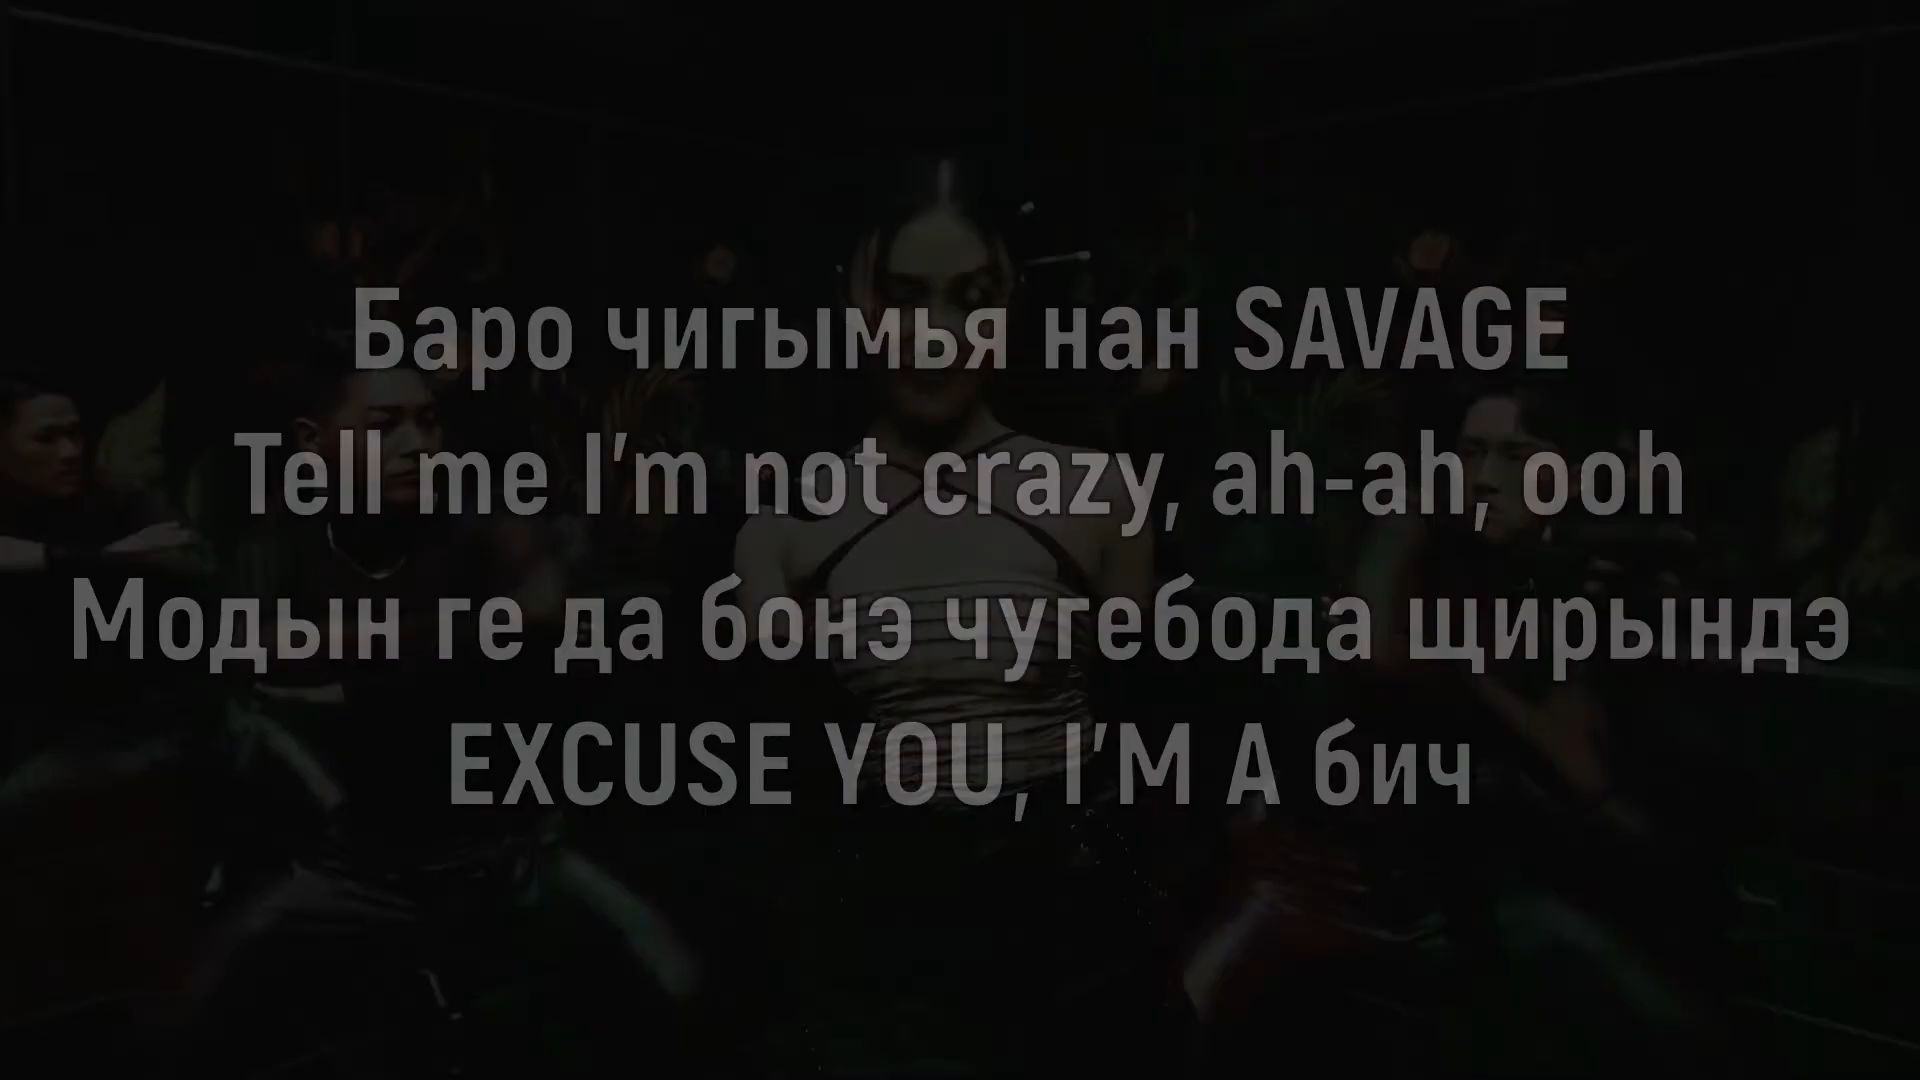 Баро чигымья нан SAVAGE
Tell me I'm not crazy, ah-ah, ooh
Модын ге да бонэ чугебода щирындэ
EXCUSE YOU, I'M A бич